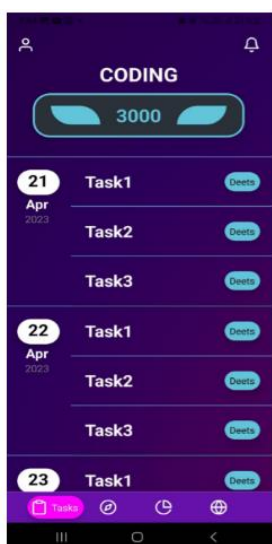 CODING
3000
21
Apr
2023
Task1
Deets
Task2
Deets
Task3
Deets
22
Apr
2023
Task1
Deets
Task2
Deets
Task3
Deets
23
Task1
Deets
Tasks